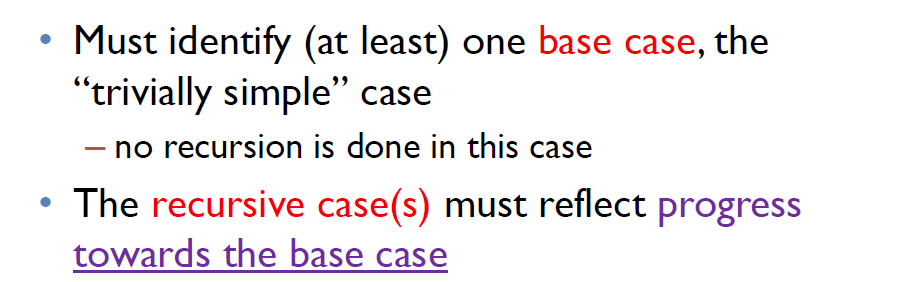 • Must identify (at least) one base case, the
“trivially simple” case
– no recursion is done in this case
• The recursive case(s) must reflect progress
towards the base case